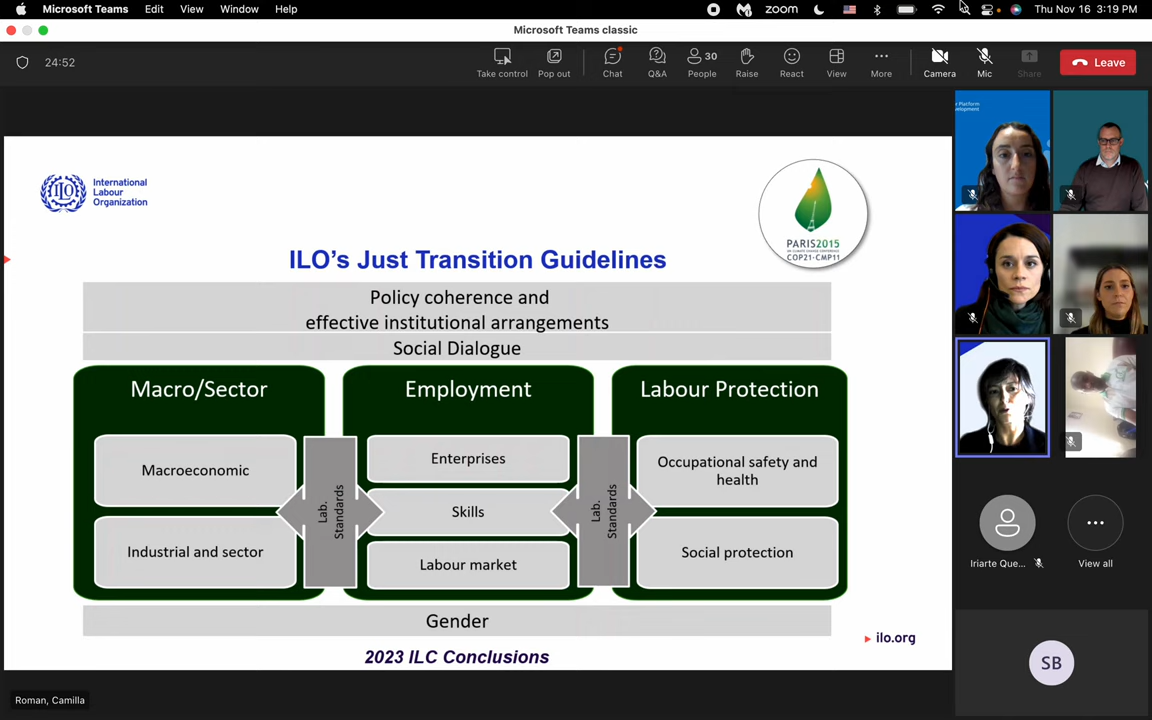 Microsoft Teams Edit View Window Help zoom Thu Nov 16 3:19 PM
Microsoft Teams classic
24:52
30
Take control Pop out Chat Q&A People Raise React View More Camera Mic Share Leave
International
Labour
Organization
PARIS2015
COP21·CMP11
ILO’s Just Transition Guidelines
Policy coherence and
effective institutional arrangements
Social Dialogue
Macro/Sector
Macroeconomic
Industrial and sector
Lab.
Standards
Employment
Enterprises
Skills
Labour market
Lab.
Standards
Labour Protection
Occupational safety and
health
Social protection
Gender
2023 ILC Conclusions
ilo.org
Roman, Camilla
Platform
Iriarte Que...
View all
SB